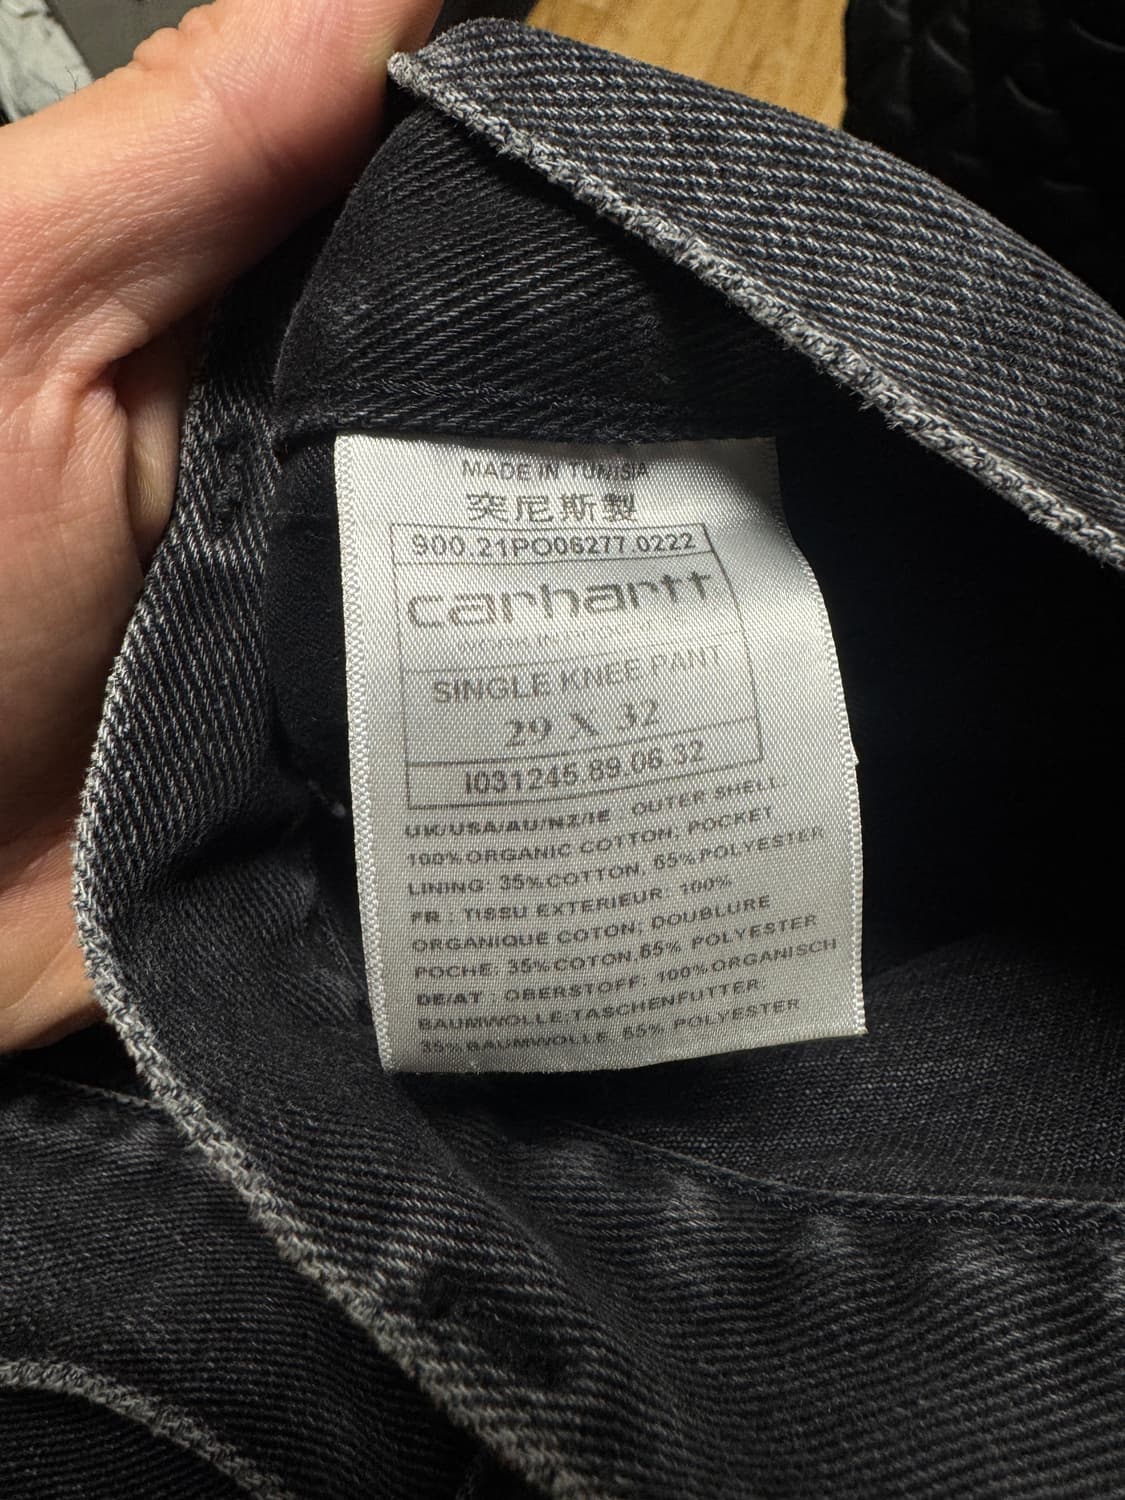 MADE IN TUNISIA
突尼斯製
900.21PO06277.0222
carhartt
WORK IN PROGRESS
SINGLE KNEE PANT
29 X 32
I031245.89.06.32
UK/USA/AU/NZ/IE : OUTER SHELL
100%ORGANIC COTTON; POCKET
LINING: 35%COTTON, 65%POLYESTER
FR : TISSU EXTERIEUR: 100%
ORGANIQUE COTON; DOUBLURE
POCHE: 35%COTON,65% POLYESTER
DE/AT : OBERSTOFF: 100%ORGANISCH
BAUMWOLLE;TASCHENFUTTER:
35%BAUMWOLLE, 65% POLYESTER